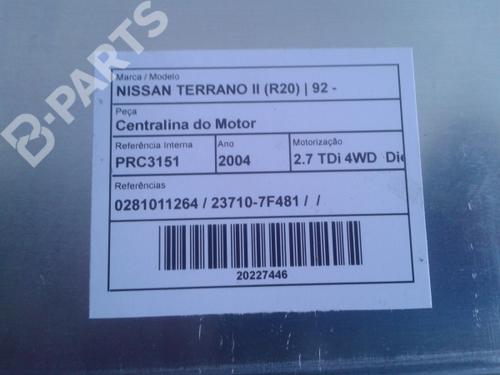 B-PARTS
Marca / Modelo
NISSAN TERRANO II (R20) | 92 -
Peça
Centralina do Motor
Referência Interna Ano Motorização
PRC3151 2004 2.7 TDi 4WD Die
Referências
0281011264 / 23710-7F481 / /
20227446